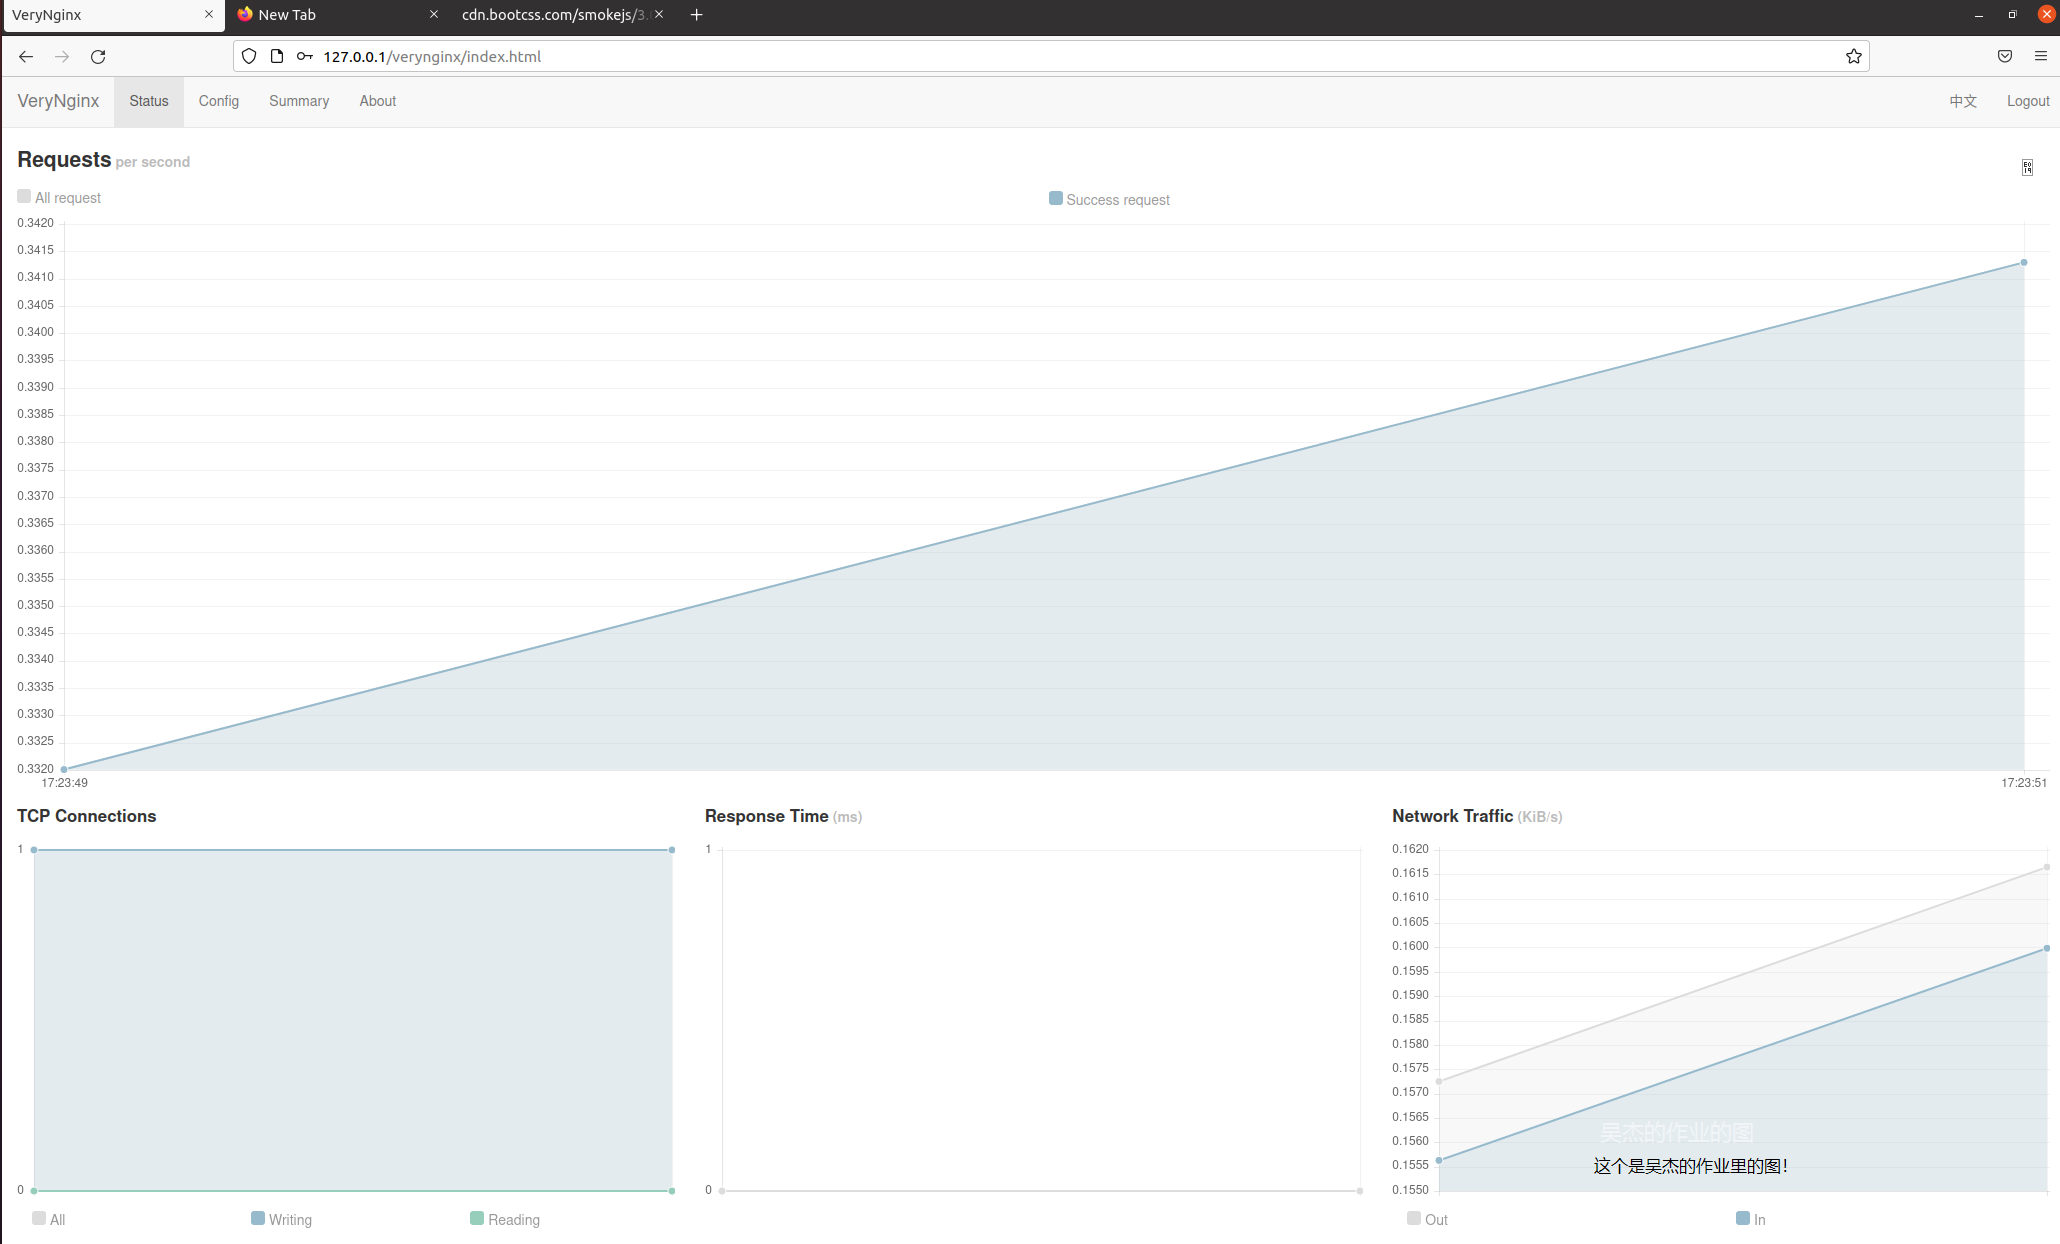 VeryNginx
New Tab
cdn.bootcss.com/smokejs/3.
127.0.0.1/verynginx/index.html
VeryNginx Status Config Summary About 中文 Logout
Requests per second
All request Success request
0.3420
0.3415
0.3410
0.3405
0.3400
0.3395
0.3390
0.3385
0.3380
0.3375
0.3370
0.3365
0.3360
0.3355
0.3350
0.3345
0.3340
0.3335
0.3330
0.3325
0.3320
17:23:49 17:23:51
TCP Connections
1
0
All Writing Reading
Response Time (ms)
1
0
Network Traffic (KiB/s)
0.1620
0.1615
0.1610
0.1605
0.1600
0.1595
0.1590
0.1585
0.1580
0.1575
0.1570
0.1565
0.1560
0.1555
0.1550
吴杰的作业的图
这个是吴杰的作业里的图!
Out In